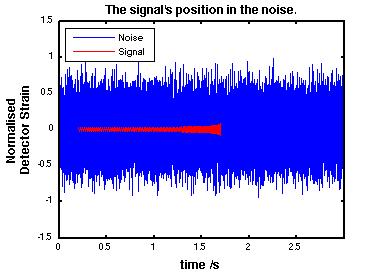 The signal's position in the noise.
Noise
Signal
Normalised
Detector Strain
1.5
1
0.5
0
-0.5
-1
-1.5
0
0.5
1
1.5
2
2.5
time /s